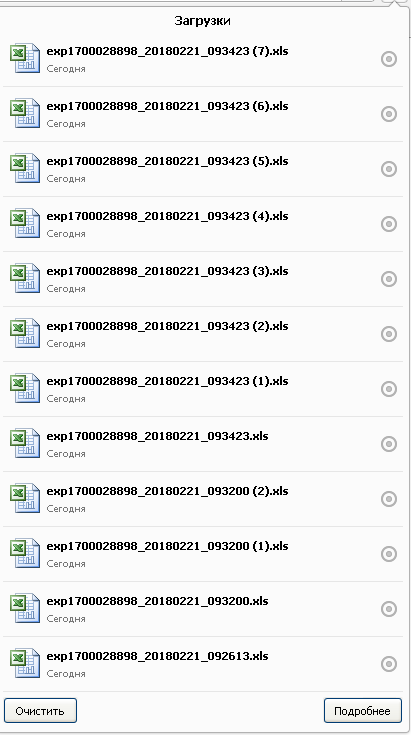 Загрузки
exp1700028898_20180221_093423 (7).xls
Сегодня
exp1700028898_20180221_093423 (6).xls
Сегодня
exp1700028898_20180221_093423 (5).xls
Сегодня
exp1700028898_20180221_093423 (4).xls
Сегодня
exp1700028898_20180221_093423 (3).xls
Сегодня
exp1700028898_20180221_093423 (2).xls
Сегодня
exp1700028898_20180221_093423 (1).xls
Сегодня
exp1700028898_20180221_093423.xls
Сегодня
exp1700028898_20180221_093200 (2).xls
Сегодня
exp1700028898_20180221_093200 (1).xls
Сегодня
exp1700028898_20180221_093200.xls
Сегодня
exp1700028898_20180221_092613.xls
Сегодня
Очистить Подробнее